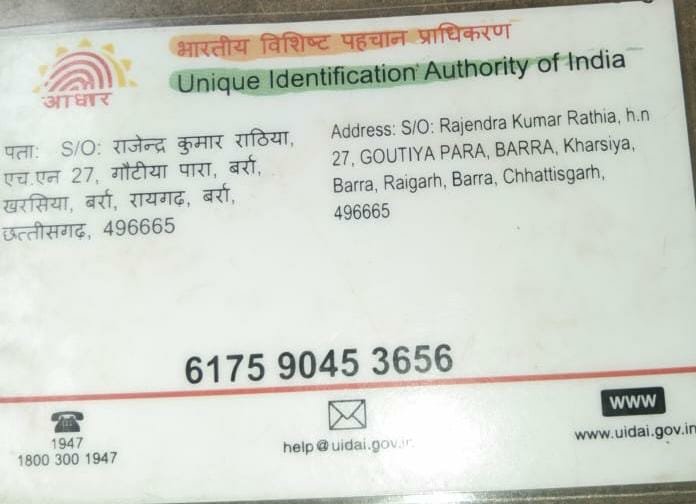 भारतीय विशिष्ट पहचान प्राधिकरण
Unique Identification Authority of India
आधार
पता: S/O: राजेन्द्र कुमार राठिया,
एच.एन 27, गौटीया पारा, बर्रा,
खरसिया, बर्रा, रायगढ़, बर्रा,
छत्तीसगढ़, 496665
Address: S/O: Rajendra Kumar Rathia, h.n
27, GOUTIYA PARA, BARRA, Kharsiya,
Barra, Raigarh, Barra, Chhattisgarh,
496665
6175 9045 3656
1947
1800 300 1947
help@uidai.gov.in
www
www.uidai.gov.in